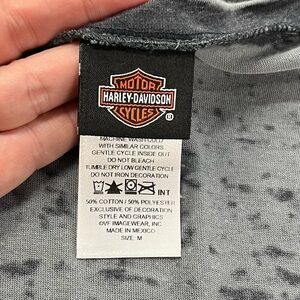 MOTOR
HARLEY-DAVIDSON
CYCLES
®
MACHINE WASH COLD
WITH SIMILAR COLORS
GENTLE CYCLE INSIDE OUT
DO NOT BLEACH
TUMBLE DRY LOW GENTLE CYCLE
DO NOT IRON DECORATION
INT
50% COTTON / 50% POLYESTER
EXCLUSIVE OF DECORATION
STYLE AND GRAPHICS
©VF IMAGEWEAR, INC
MADE IN MEXICO
SIZE: M